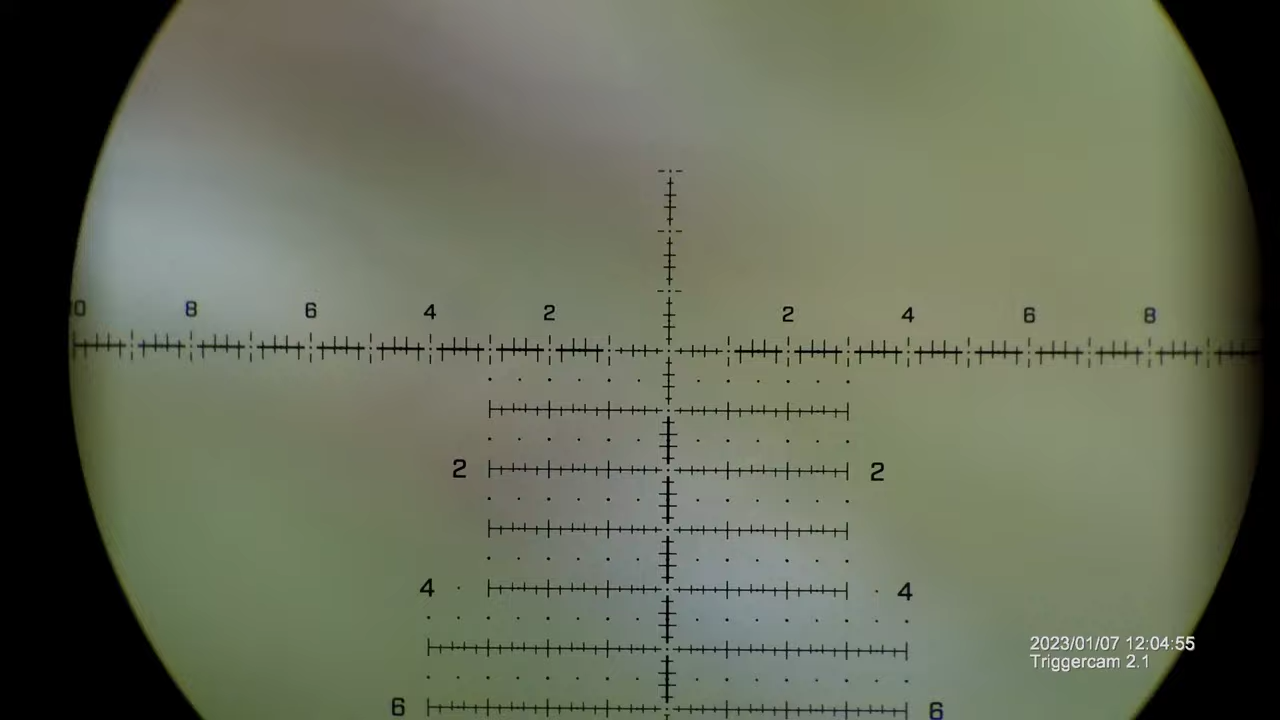 0 8 6 4 2 2 4 6 8
2 2
4 4
2023/01/07 12:04:55
Triggercam 2.1
6 6